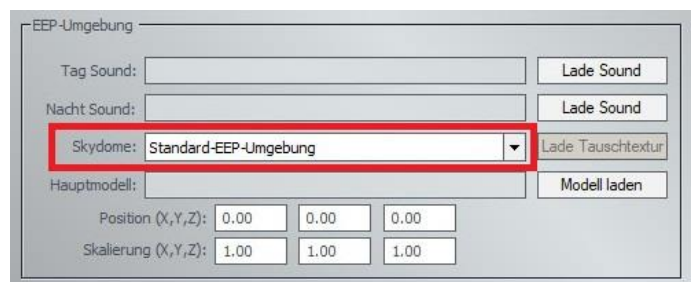 EEP-Umgebung
Tag Sound: Lade Sound
Nacht Sound: Lade Sound
Skydome: Standard-EEP-Umgebung Lade Tauschtextur
Hauptmodell: Modell laden
Position (X,Y,Z): 0.00 0.00 0.00
Skalierung (X,Y,Z): 1.00 1.00 1.00